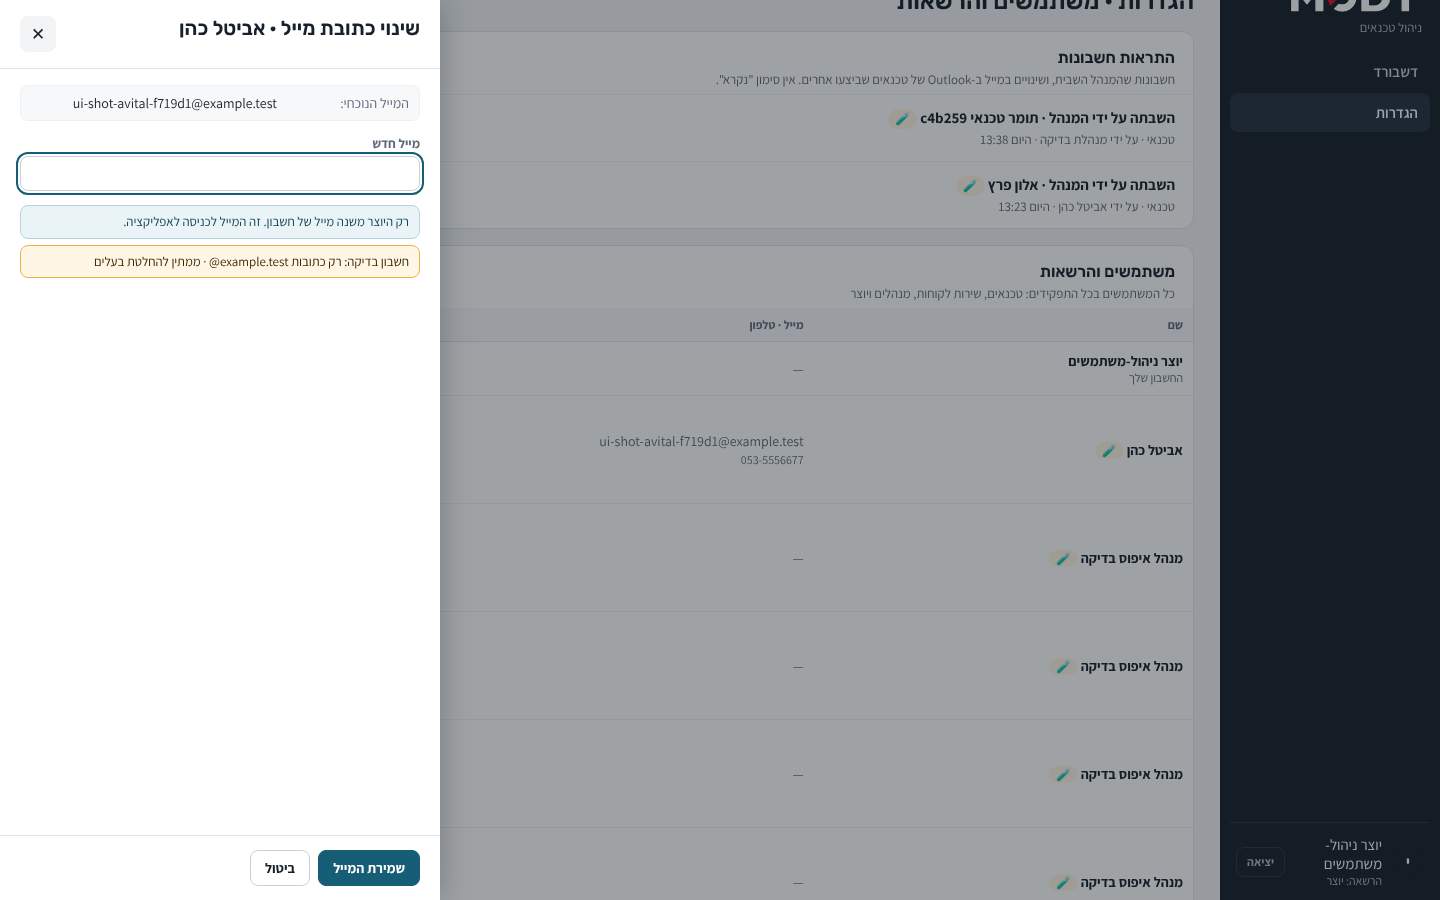 שינוי כתובת מייל • אביטל כהן
המייל הנוכחי: ui-shot-avital-f719d1@example.test
מייל חדש
רק היוצר משנה מייל של חשבון. זה המייל לכניסה לאפליקציה.
חשבון בדיקה: רק כתובות @example.test · ממתין להחלטת בעלים
שמירת המייל
ביטול
הגדרות • משתמשים והרשאות
התראות חשבונות
חשבונות שהמנהל השבית, ושינויים במייל ב-Outlook של טכנאים שביצעו אחרים. אין סימון "נקרא".
השבתה על ידי המנהל · תומר טכנאי c4b259
טכנאי · על ידי מנהלת בדיקה · היום 13:38
השבתה על ידי המנהל · אלון פרץ
טכנאי · על ידי אביטל כהן · היום 13:23
משתמשים והרשאות
כל המשתמשים בכל התפקידים: טכנאים, שירות לקוחות, מנהלים ויוצר
שם
מייל · טלפון
יוצר ניהול-משתמשים
החשבון שלך
—
אביטל כהן
ui-shot-avital-f719d1@example.test
053-5556677
מנהל איפוס בדיקה
—
מנהל איפוס בדיקה
—
מנהל איפוס בדיקה
—
מנהל איפוס בדיקה
—
ניהול טכנאים
דשבורד
הגדרות
יוצר ניהול-
משתמשים
הרשאה: יוצר
י
יציאה